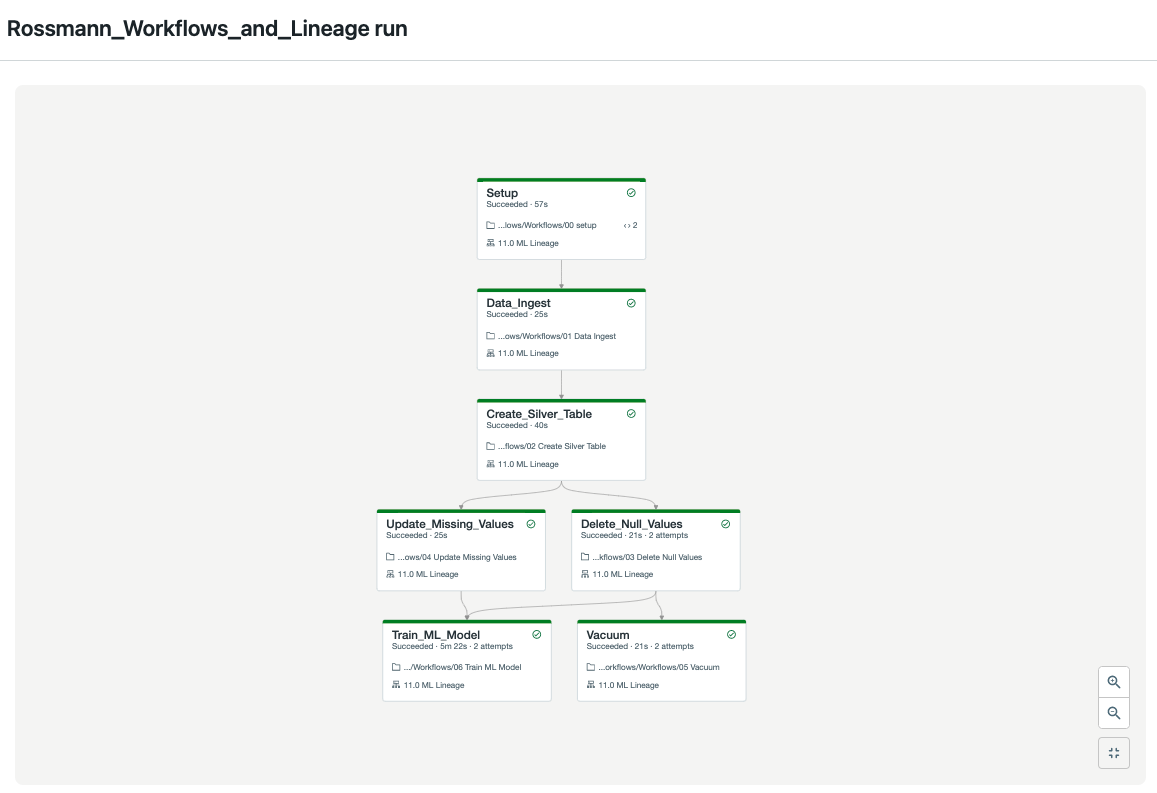 Rossmann_Workflows_and_Lineage run
Setup
Succeeded · 57s
...lows/Workflows/00 setup
2
11.0 ML Lineage
Data_Ingest
Succeeded · 25s
...ows/Workflows/01 Data Ingest
11.0 ML Lineage
Create_Silver_Table
Succeeded · 40s
...flows/02 Create Silver Table
11.0 ML Lineage
Update_Missing_Values
Succeeded · 25s
...ows/04 Update Missing Values
11.0 ML Lineage
Delete_Null_Values
Succeeded · 21s · 2 attempts
...kflows/03 Delete Null Values
11.0 ML Lineage
Train_ML_Model
Succeeded · 5m 22s · 2 attempts
.../Workflows/06 Train ML Model
11.0 ML Lineage
Vacuum
Succeeded · 21s · 2 attempts
...orkflows/Workflows/05 Vacuum
11.0 ML Lineage